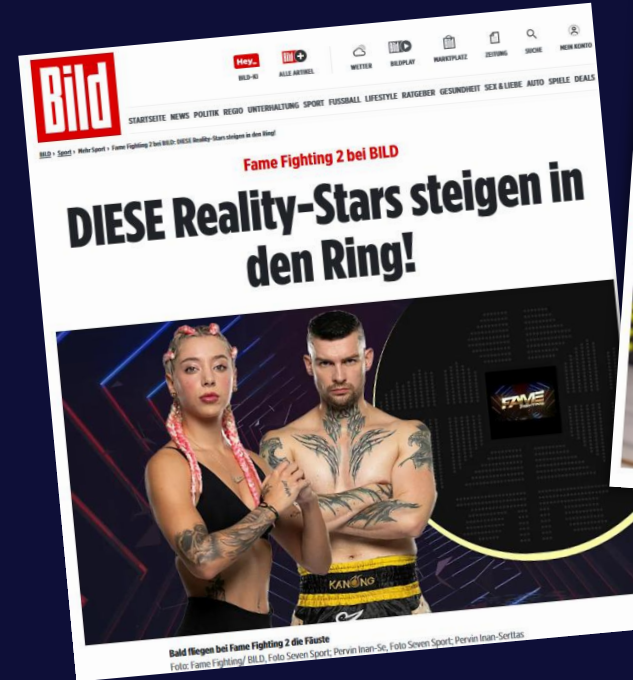 Bild
Hey_
BILD-KI
ALLE ARTIKEL
WETTER
BILDPLAY
MARKTPLATZ
ZEITUNG
SUCHE
MEIN KONTO
STARTSEITE NEWS POLITIK REGIO UNTERHALTUNG SPORT FUSSBALL LIFESTYLE RATGEBER GESUNDHEIT SEX & LIEBE AUTO SPIELE DEALS
BILD › Sport › Mehr Sport › Fame Fighting 2 bei BILD: DIESE Reality-Stars steigen in den Ring!
Fame Fighting 2 bei BILD
DIESE Reality-Stars steigen in
den Ring!
FAME
FIGHTING
KANONG
Bald fliegen bei Fame Fighting 2 die Fäuste
Foto: Fame Fighting/ BILD, Foto Seven Sport; Pervin Inan-Se, Foto Seven Sport; Pervin Inan-Serttas